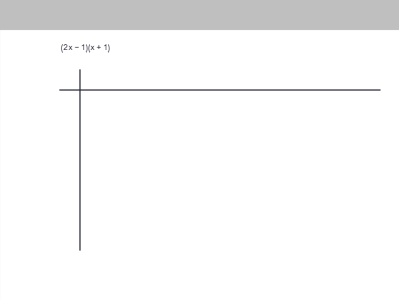 (2x − 1)(x + 1)